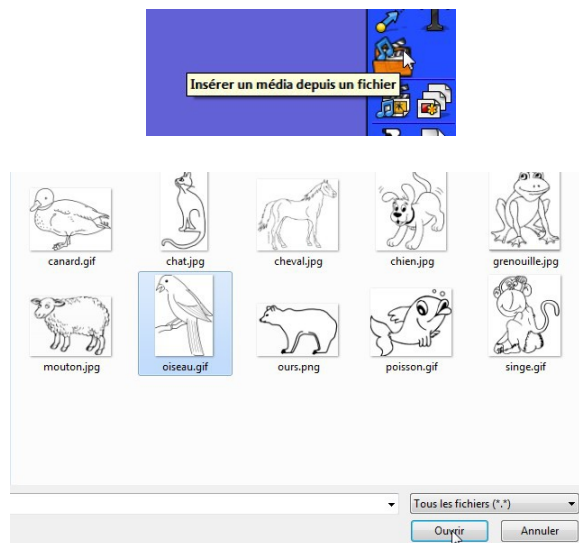 Insérer un média depuis un fichier
canard.gif chat.jpg cheval.jpg chien.jpg grenouille.jpg
mouton.jpg oiseau.gif ours.png poisson.gif singe.gif
Tous les fichiers (*.*)
Ouvrir Annuler